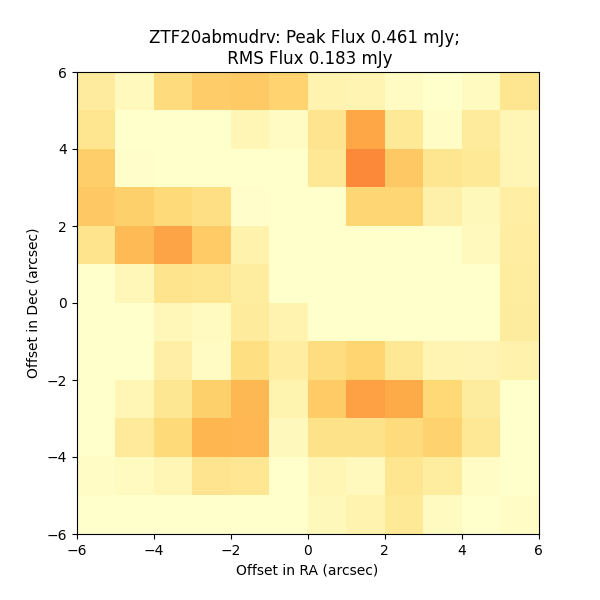 ZTF20abmudrv: Peak Flux 0.461 mJy;
RMS Flux 0.183 mJy
6
4
2
0
−2
−4
−6
Offset in Dec (arcsec)
−6 −4 −2 0 2 4 6
Offset in RA (arcsec)